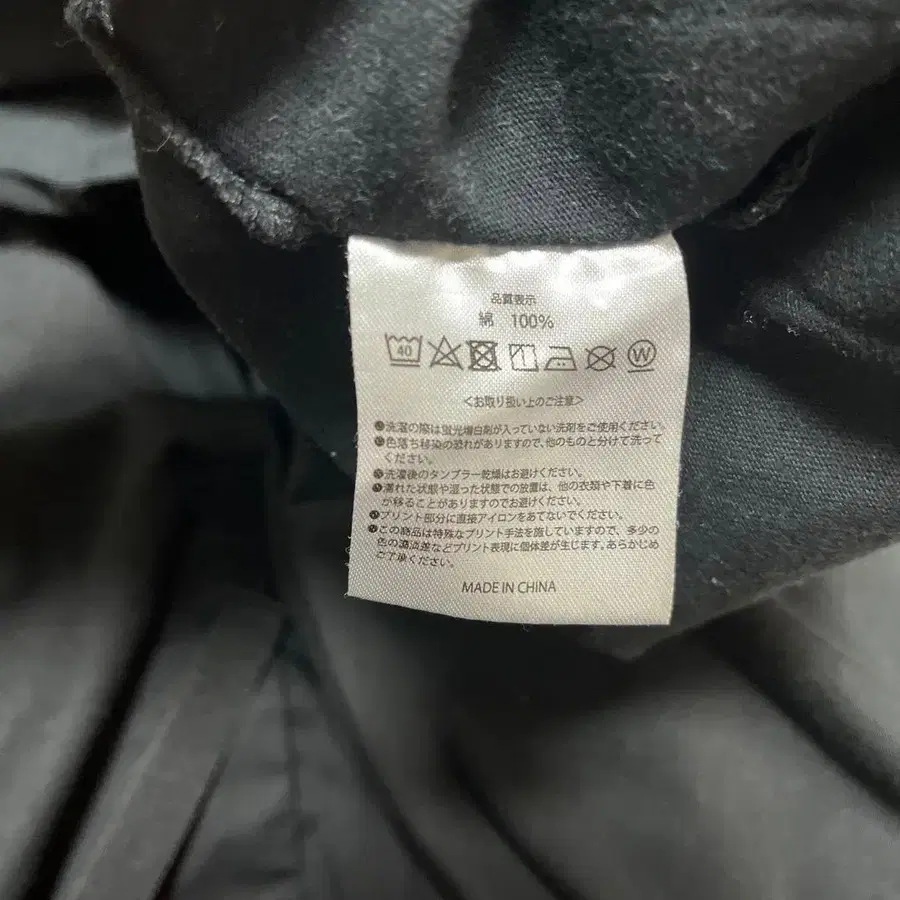 品質表示
綿 100%
40 W
<お取り扱い上のご注意>
●洗濯の際は蛍光増白剤が入っていない洗剤をご使用ください。
●色落ち移染の恐れがありますので、他のものと分けて洗って
ください。
●洗濯後のタンブラー乾燥はお避けください。
●濡れた状態や湿った状態での放置は、他の衣類や下着に色
が移ることがありますのでお避けください。
●プリント部分に直接アイロンをあてないでください。
●この商品は特殊なプリント手法を施していますので、多少の
色の濃淡差などプリント表現に個体差が生じます。あらかじめ
ご了承ください。
MADE IN CHINA